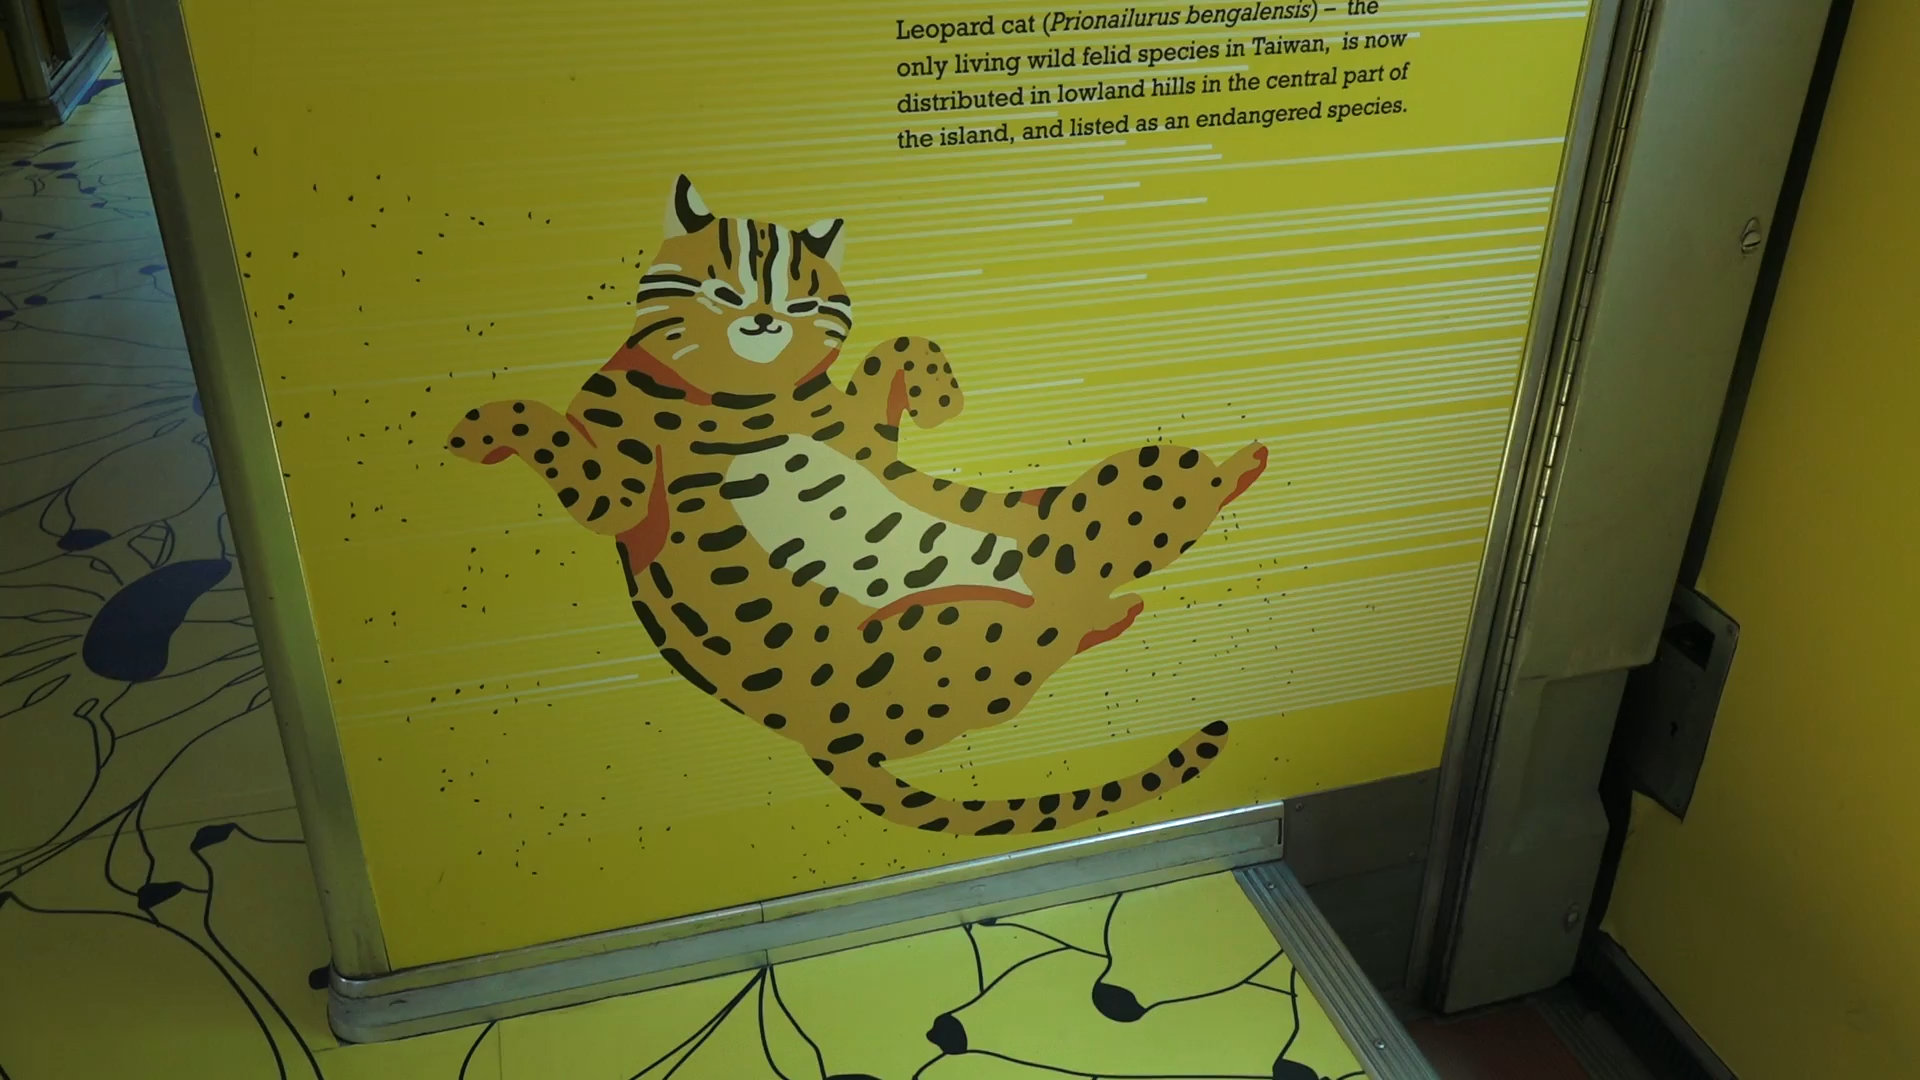 Leopard cat (Prionailurus bengalensis) – the
only living wild felid species in Taiwan, is now
distributed in lowland hills in the central part of
the island, and listed as an endangered species.